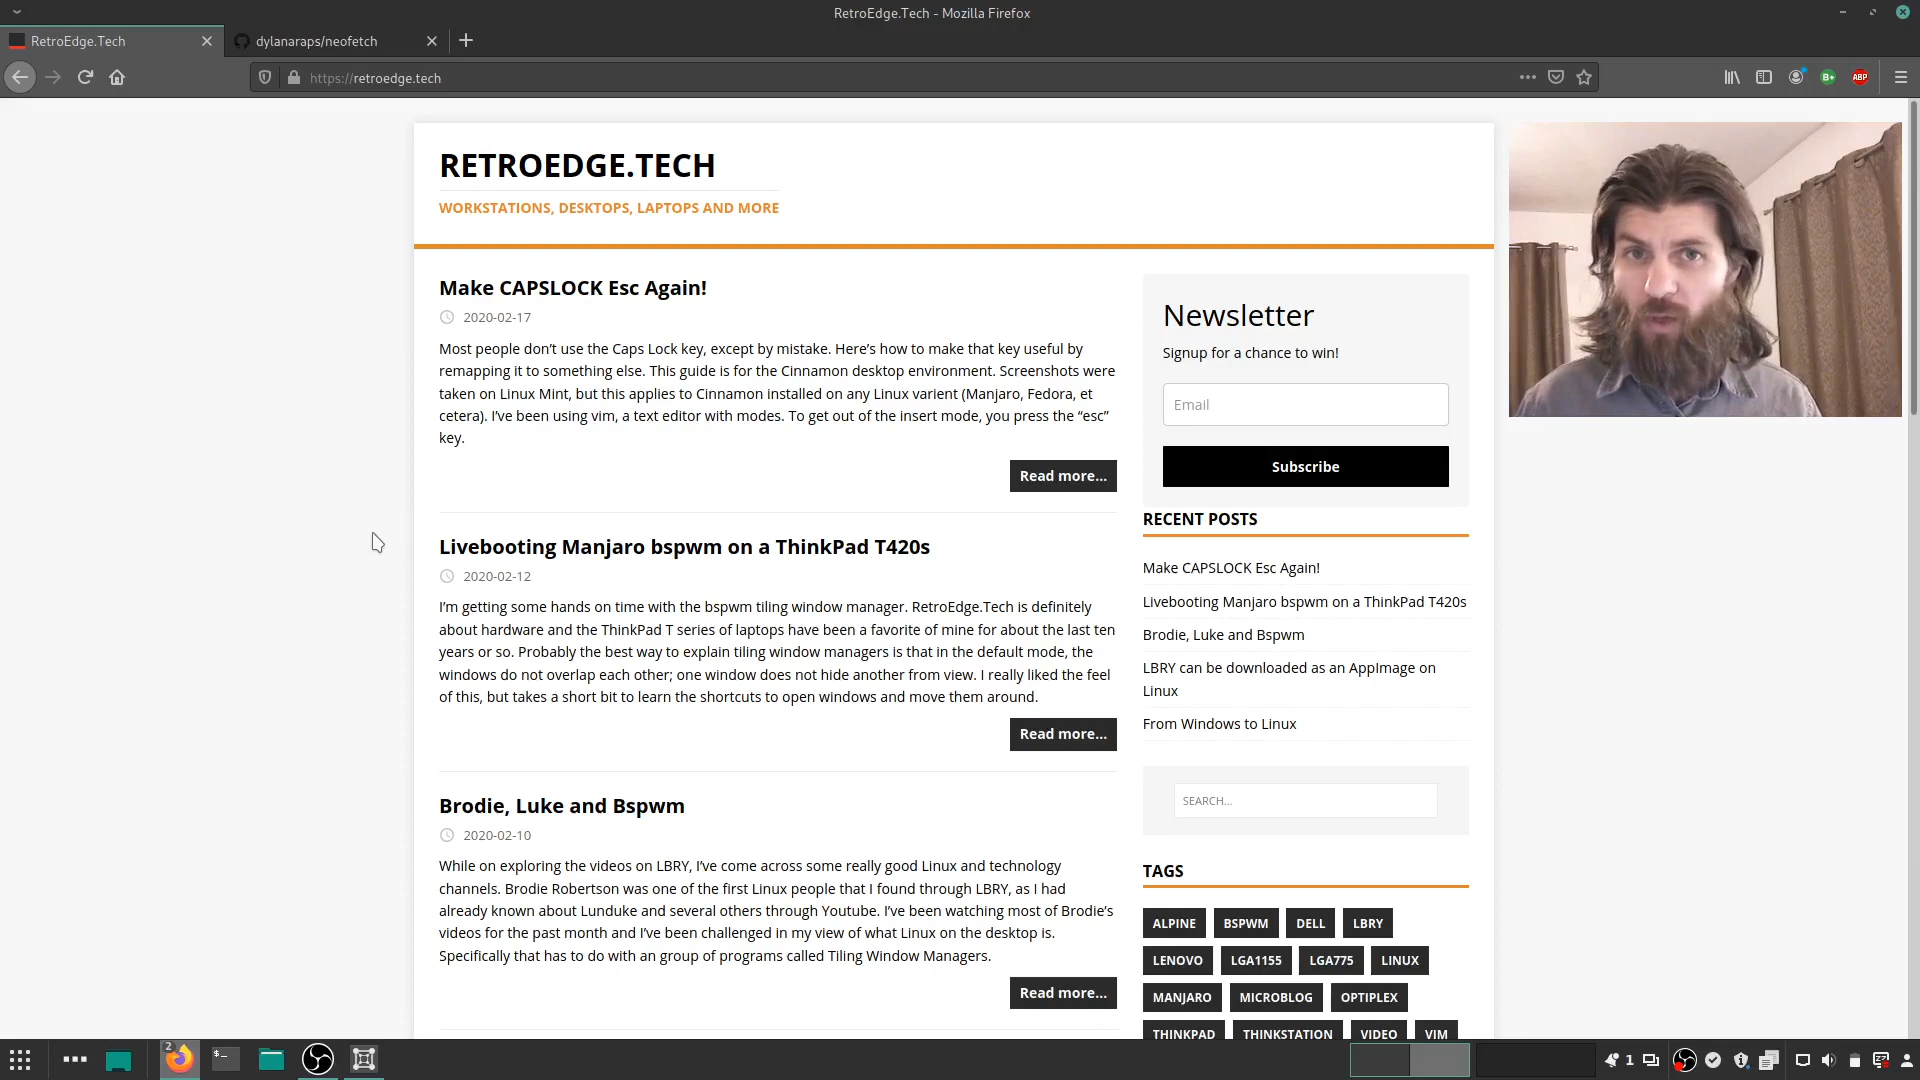 RetroEdge.Tech - Mozilla Firefox
RetroEdge.Tech
dylanaraps/neofetch
https://retroedge.tech
B+
ABP
RETROEDGE.TECH
WORKSTATIONS, DESKTOPS, LAPTOPS AND MORE
Make CAPSLOCK Esc Again!
2020-02-17
Most people don’t use the Caps Lock key, except by mistake. Here’s how to make that key useful by
remapping it to something else. This guide is for the Cinnamon desktop environment. Screenshots were
taken on Linux Mint, but this applies to Cinnamon installed on any Linux varient (Manjaro, Fedora, et
cetera). I’ve been using vim, a text editor with modes. To get out of the insert mode, you press the “esc”
key.
Read more...
Livebooting Manjaro bspwm on a ThinkPad T420s
2020-02-12
I’m getting some hands on time with the bspwm tiling window manager. RetroEdge.Tech is definitely
about hardware and the ThinkPad T series of laptops have been a favorite of mine for about the last ten
years or so. Probably the best way to explain tiling window managers is that in the default mode, the
windows do not overlap each other; one window does not hide another from view. I really liked the feel
of this, but takes a short bit to learn the shortcuts to open windows and move them around.
Read more...
Brodie, Luke and Bspwm
2020-02-10
While on exploring the videos on LBRY, I’ve come across some really good Linux and technology
channels. Brodie Robertson was one of the first Linux people that I found through LBRY, as I had
already known about Lunduke and several others through Youtube. I’ve been watching most of Brodie’s
videos for the past month and I’ve been challenged in my view of what Linux on the desktop is.
Specifically that has to do with an group of programs called Tiling Window Managers.
Read more...
Newsletter
Signup for a chance to win!
Email
Subscribe
RECENT POSTS
Make CAPSLOCK Esc Again!
Livebooting Manjaro bspwm on a ThinkPad T420s
Brodie, Luke and Bspwm
LBRY can be downloaded as an AppImage on
Linux
From Windows to Linux
SEARCH...
TAGS
ALPINE BSPWM DELL LBRY
LENOVO LGA1155 LGA775 LINUX
MANJARO MICROBLOG OPTIPLEX
THINKPAD THINKSTATION VIDEO VIM
2
1